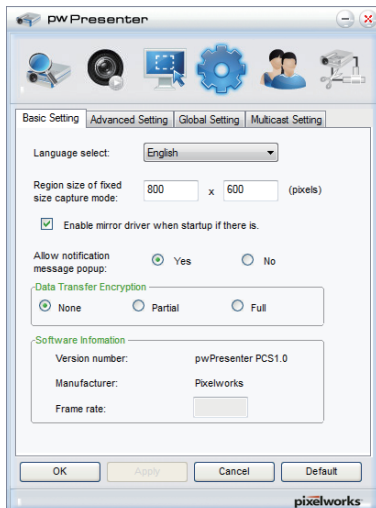 pwPresenter
Basic Setting Advanced Setting Global Setting Multicast Setting
Language select: English
Region size of fixed
size capture mode: 800 x 600 (pixels)
Enable mirror driver when startup if there is.
Allow notification
message popup: Yes No
Data Transfer Encryption
None Partial Full
Software Infomation
Version number: pwPresenter PCS1.0
Manufacturer: Pixelworks
Frame rate:
OK Apply Cancel Default
pixelworks